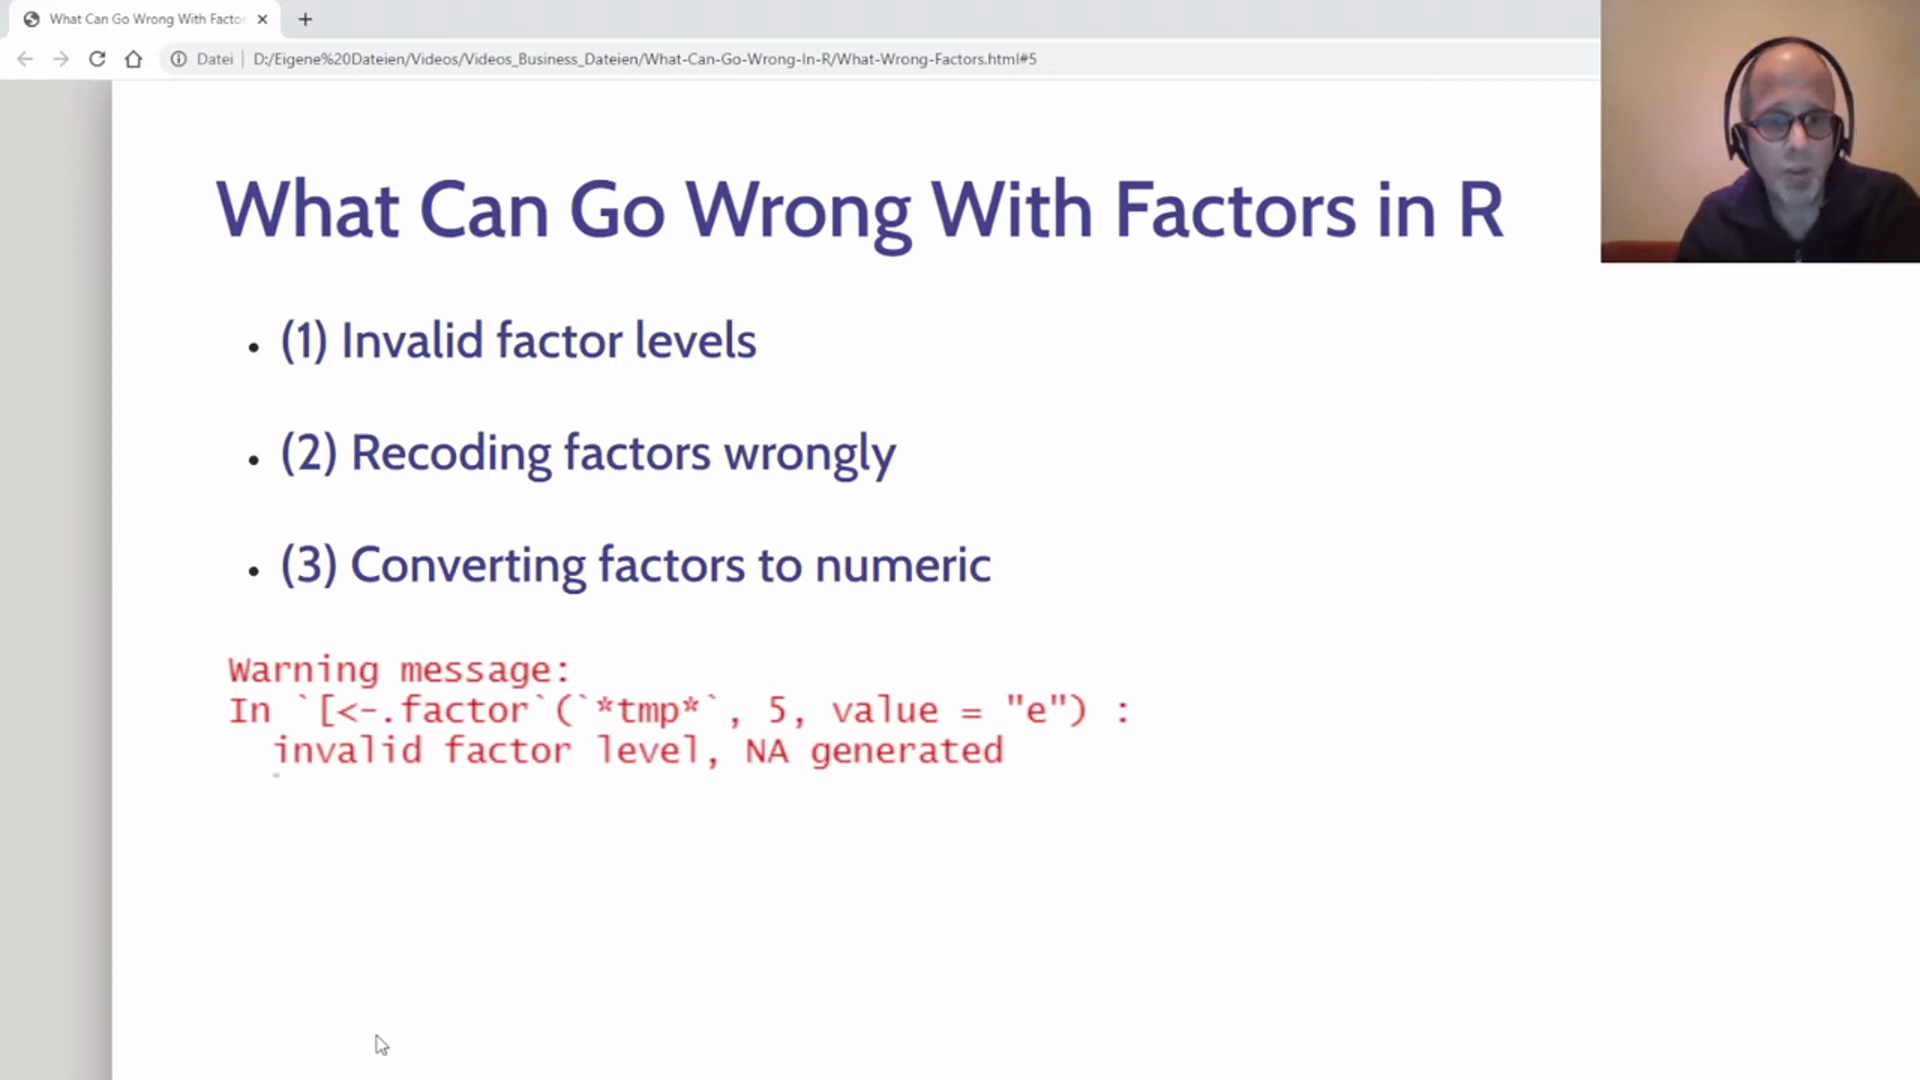 What Can Go Wrong With Factor
Datei
D:/Eigene%20Dateien/Videos/Videos_Business_Dateien/What-Can-Go-Wrong-In-R/What-Wrong-Factors.html#5
What Can Go Wrong With Factors in R
• (1) Invalid factor levels
• (2) Recoding factors wrongly
• (3) Converting factors to numeric
Warning message:
In `[<-.factor`(`*tmp*`, 5, value = "e") :
invalid factor level, NA generated